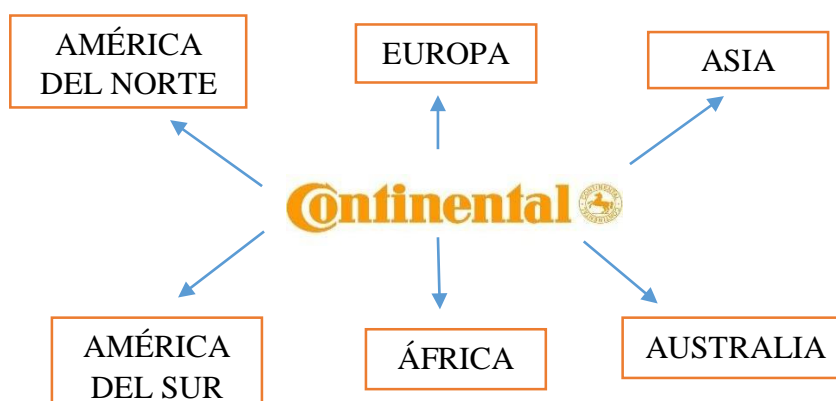 AMÉRICA
DEL NORTE
EUROPA
ASIA
Continental
AMÉRICA
DEL SUR
ÁFRICA
AUSTRALIA